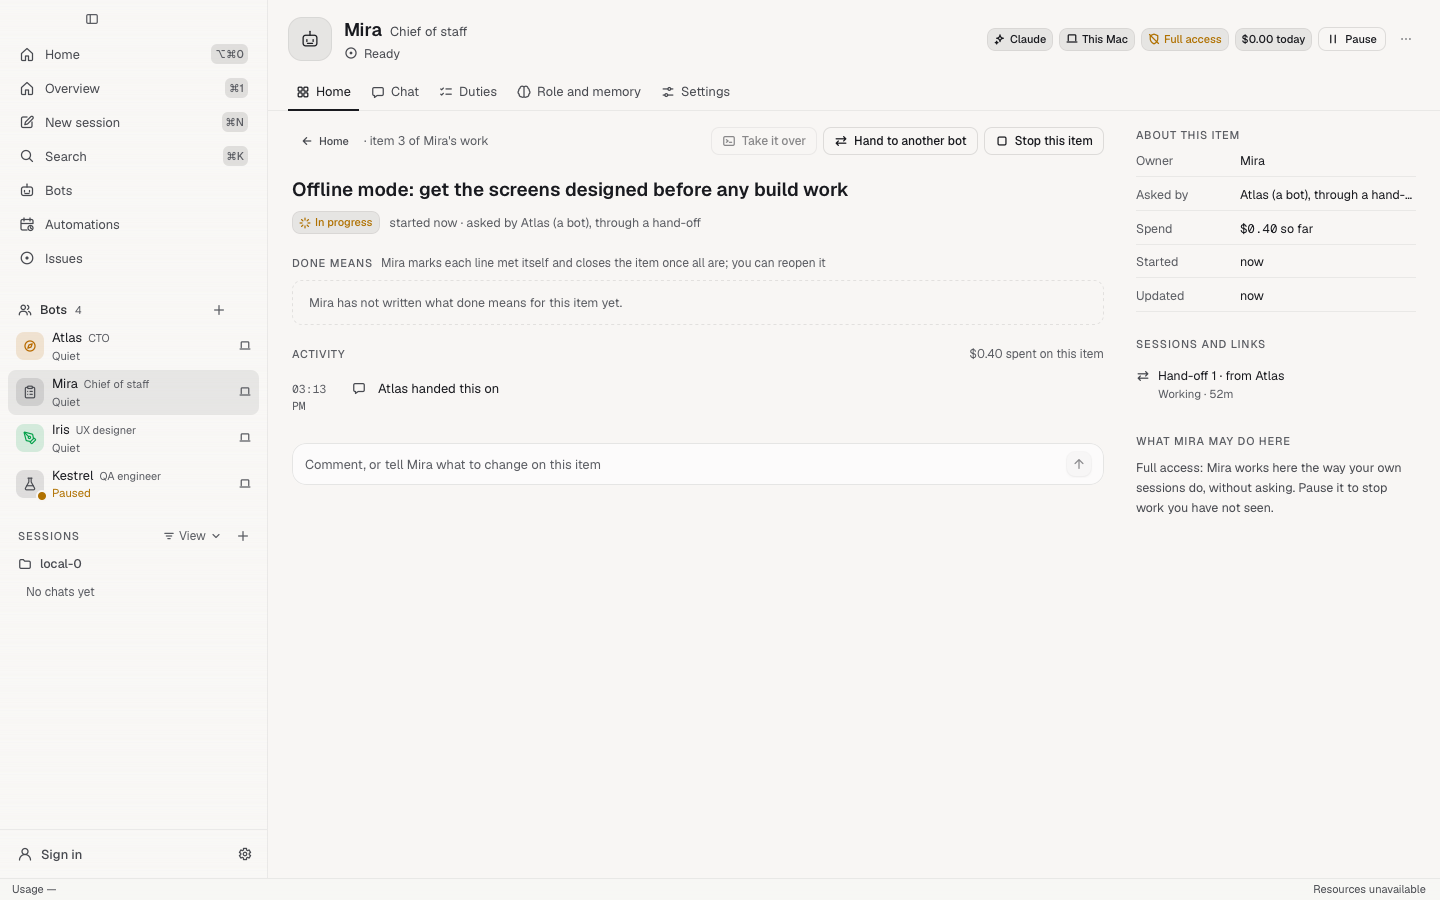 Home ⌥⌘0
Overview ⌘1
New session ⌘N
Search ⌘K
Bots
Automations
Issues
Bots 4
Atlas CTO
Quiet
Mira Chief of staff
Quiet
Iris UX designer
Quiet
Kestrel QA engineer
Paused
SESSIONS View
local-0
No chats yet
Sign in
Mira Chief of staff
Ready
Claude This Mac Full access $0.00 today Pause
Home Chat Duties Role and memory Settings
Home · item 3 of Mira's work
Take it over Hand to another bot Stop this item
Offline mode: get the screens designed before any build work
In progress started now · asked by Atlas (a bot), through a hand-off
DONE MEANS Mira marks each line met itself and closes the item once all are; you can reopen it
Mira has not written what done means for this item yet.
ACTIVITY $0.40 spent on this item
03:13 PM Atlas handed this on
Comment, or tell Mira what to change on this item
ABOUT THIS ITEM
Owner Mira
Asked by Atlas (a bot), through a hand-…
Spend $0.40 so far
Started now
Updated now
SESSIONS AND LINKS
Hand-off 1 · from Atlas
Working · 52m
WHAT MIRA MAY DO HERE
Full access: Mira works here the way your own
sessions do, without asking. Pause it to stop
work you have not seen.
Usage —
Resources unavailable